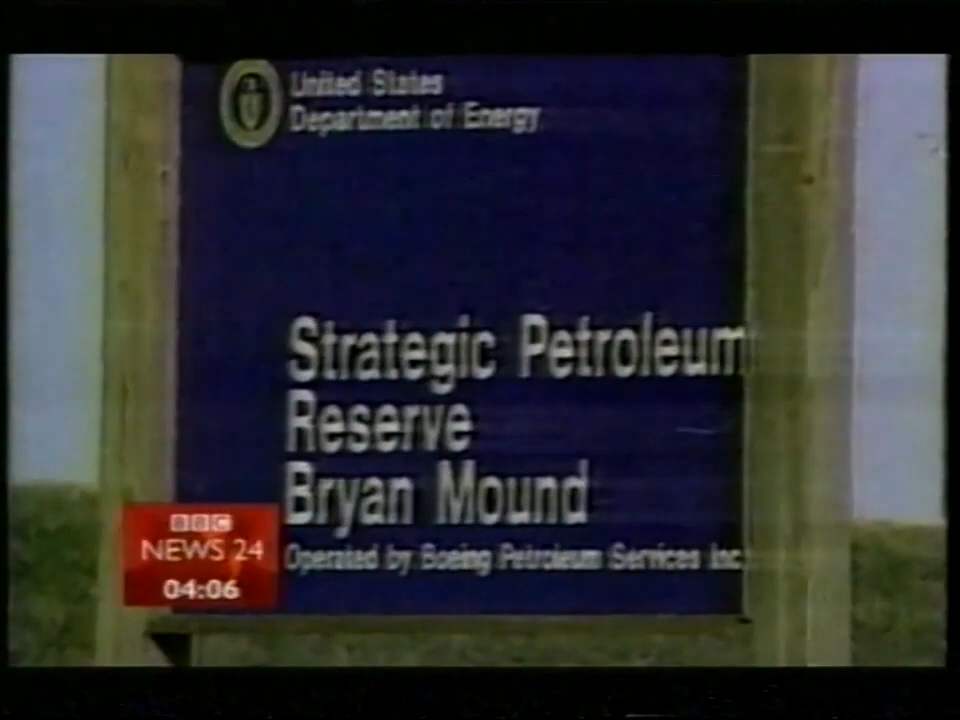 United States
Department of Energy
Strategic Petroleum
Reserve
Bryan Mound
Operated by Boeing Petroleum Services Inc.
BBC
NEWS 24
04:06